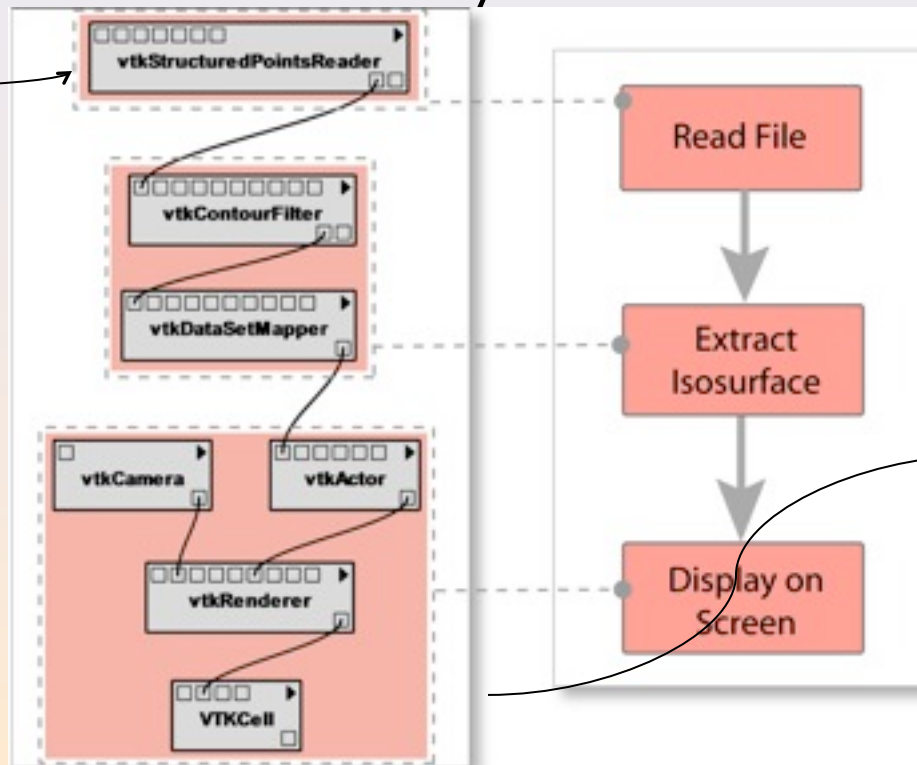 vtkStructuredPointsReader
vtkContourFilter
vtkDataSetMapper
vtkCamera
vtkActor
vtkRenderer
VTKCell
Read File
Extract
Isosurface
Display on
Screen